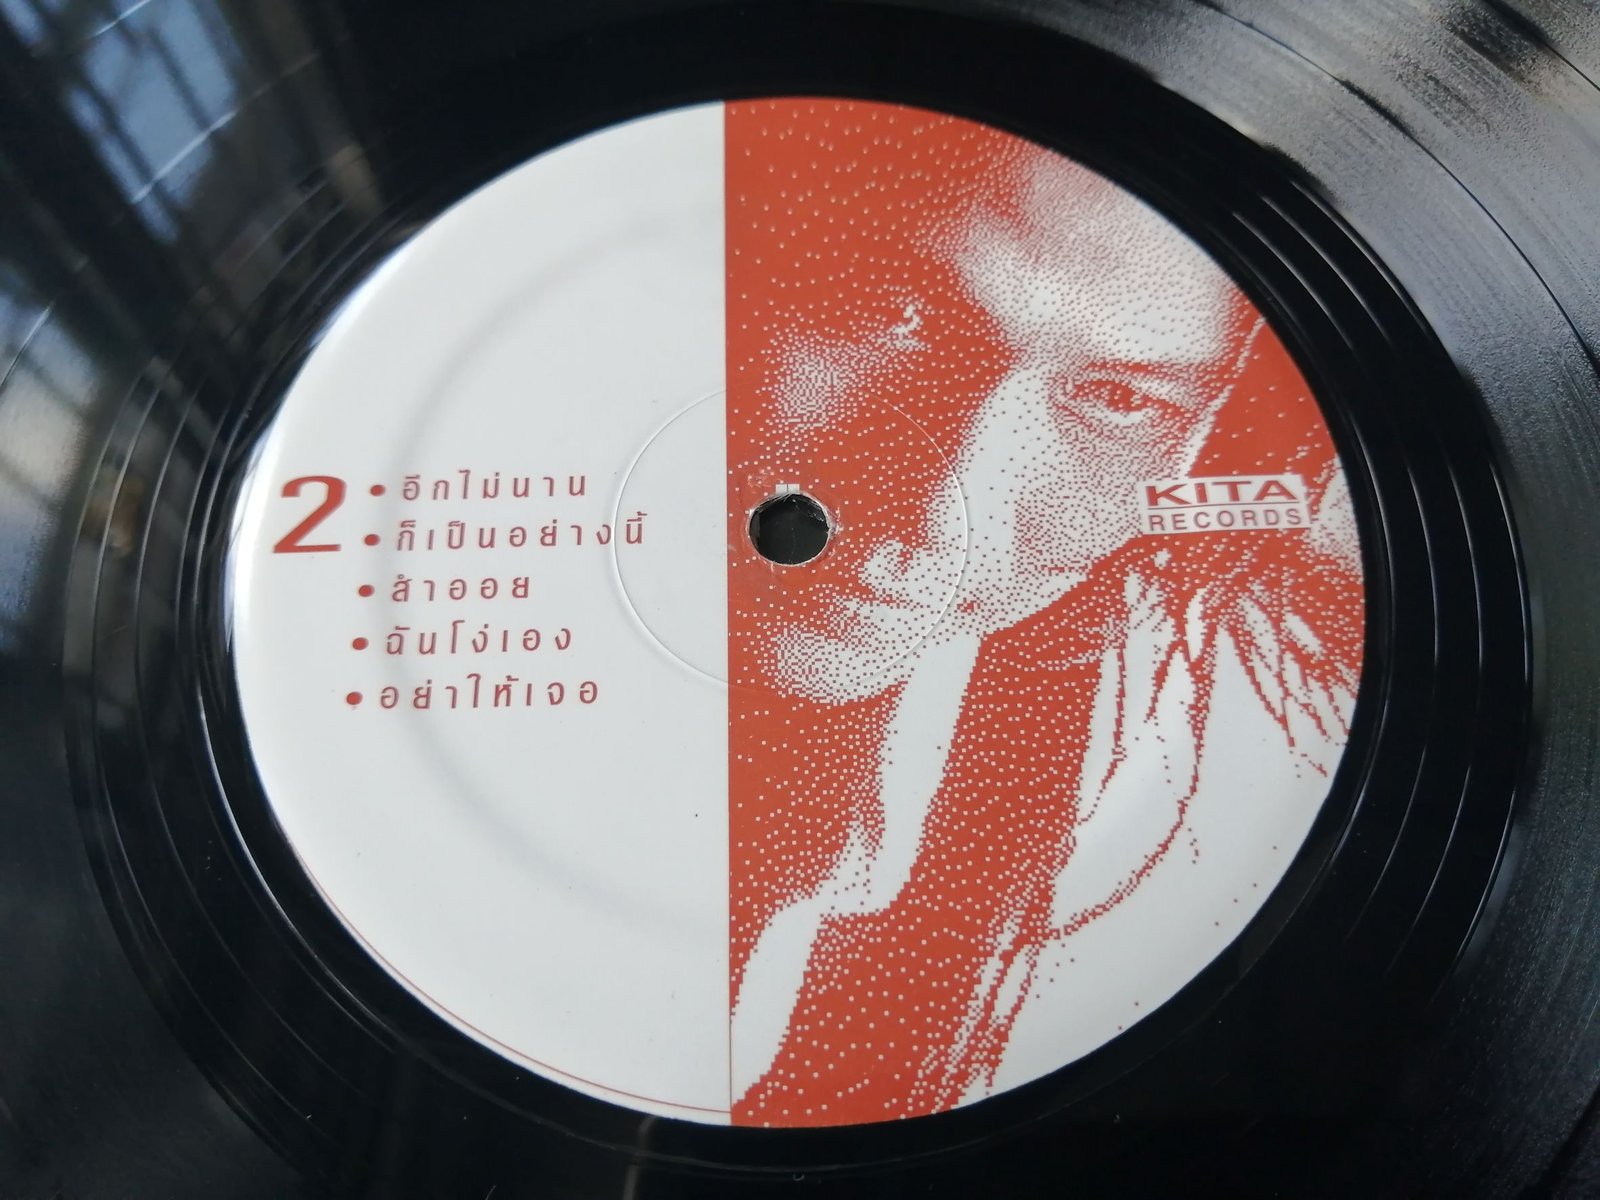 2 • อีกไม่นาน
• ก็เป็นอย่างนี้
• สำออย
• ฉันโง่เอง
• อย่าให้เจอ
KITA
RECORDS